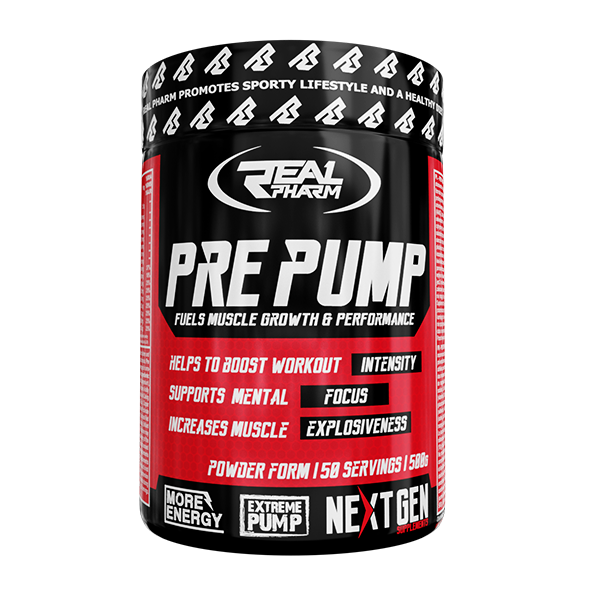 REAL PHARM PROMOTES SPORTY LIFESTYLE AND A HEALTHY
REAL
PHARM
PRE PUMP
FUELS MUSCLE GROWTH & PERFORMANCE
HELPS TO BOOST WORKOUT INTENSITY
SUPPORTS MENTAL FOCUS
INCREASES MUSCLE EXPLOSIVENESS
POWDER FORM | 50 SERVINGS | 500g
MORE
ENERGY
EXTREME
PUMP
NEXTGEN
SUPPLEMENTS